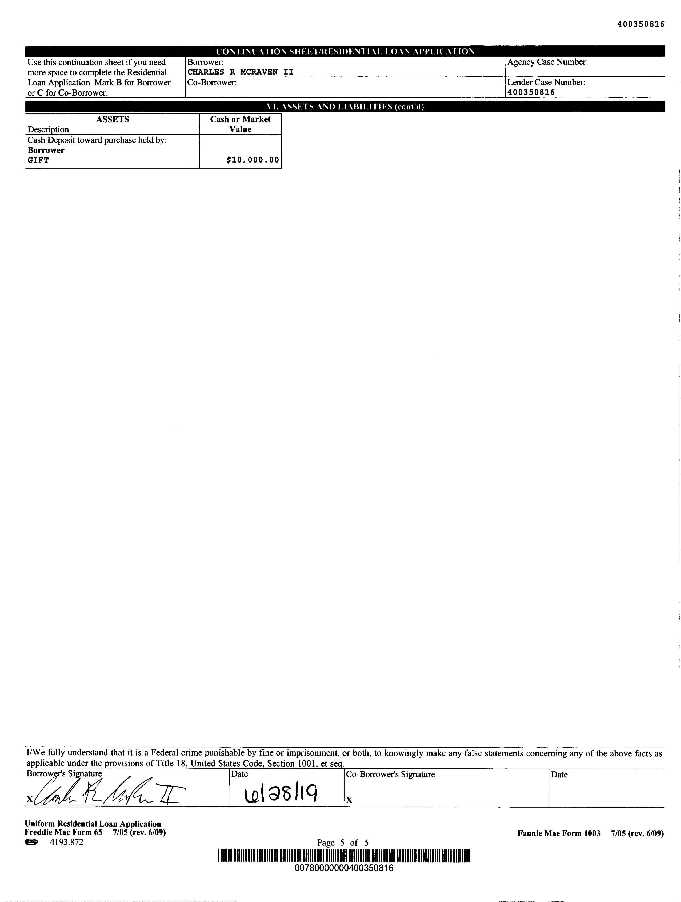 400350816
CONTINUATION SHEET/RESIDENTIAL LOAN APPLICATION
Use this continuation sheet if you need
more space to complete the Residential
Loan Application. Mark B for Borrower
or C for Co-Borrower.
Borrower:
CHARLES R MCRAVEN II
Co-Borrower:
Agency Case Number
Lender Case Number:
400350816
VI. ASSETS AND LIABILITIES (cont'd)
ASSETS
Description
Cash or Market
Value
Cash Deposit toward purchase held by:
Borrower
GIFT
$10,000.00
I/We fully understand that it is a Federal crime punishable by fine or imprisonment, or both, to knowingly make any false statements concerning any of the above facts as
applicable under the provisions of Title 18, United States Code, Section 1001, et seq.
Borrower's Signature
X
Date
6/28/19
Co-Borrower's Signature
X
Date
Uniform Residential Loan Application
Freddie Mac Form 65 7/05 (rev. 6/09)
4193.872
Page 5 of 5
Fannie Mae Form 1003 7/05 (rev. 6/09)
00780000000400350816